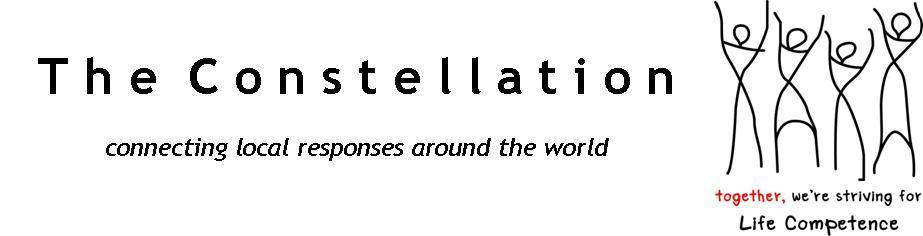 The Constellation
connecting local responses around the world
together, we're striving for
Life Competence